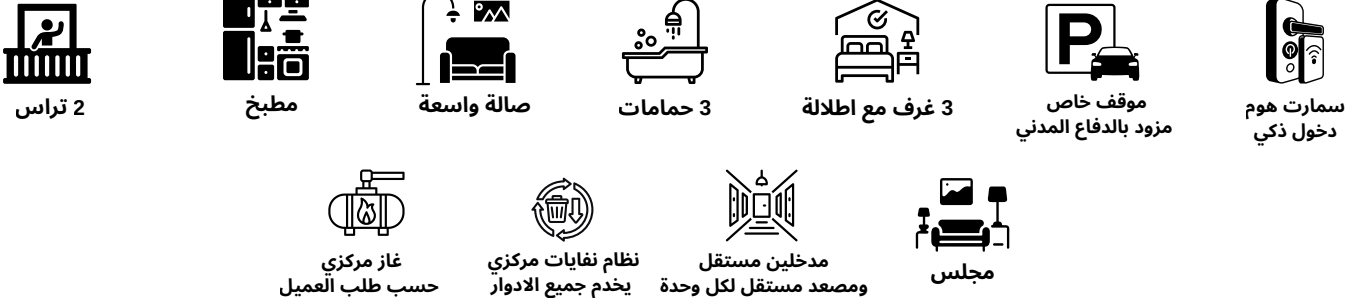 سمارت هوم
دخول ذكي
موقف خاص
مزود بالدفاع المدني
3 غرف مع اطلالة
3 حمامات
صالة واسعة
مطبخ
2 تراس
مجلس
مدخلين مستقل
ومصعد مستقل لكل وحدة
نظام نفايات مركزي
يخدم جميع الادوار
غاز مركزي
حسب طلب العميل
P